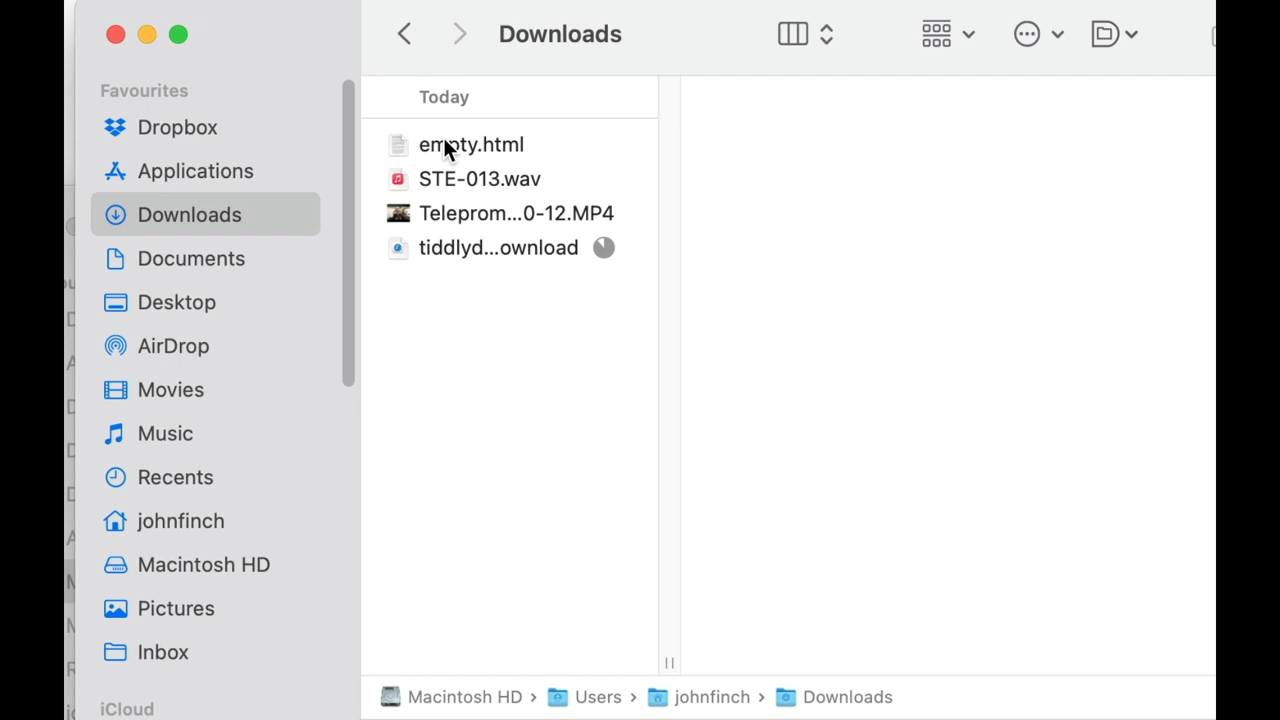 Downloads
Favourites
Dropbox
Applications
Downloads
Documents
Desktop
AirDrop
Movies
Music
Recents
johnfinch
Macintosh HD
Pictures
Inbox
iCloud
Today
empty.html
STE-013.wav
Teleprom...0-12.MP4
tiddlyd...ownload
Macintosh HD › Users › johnfinch › Downloads